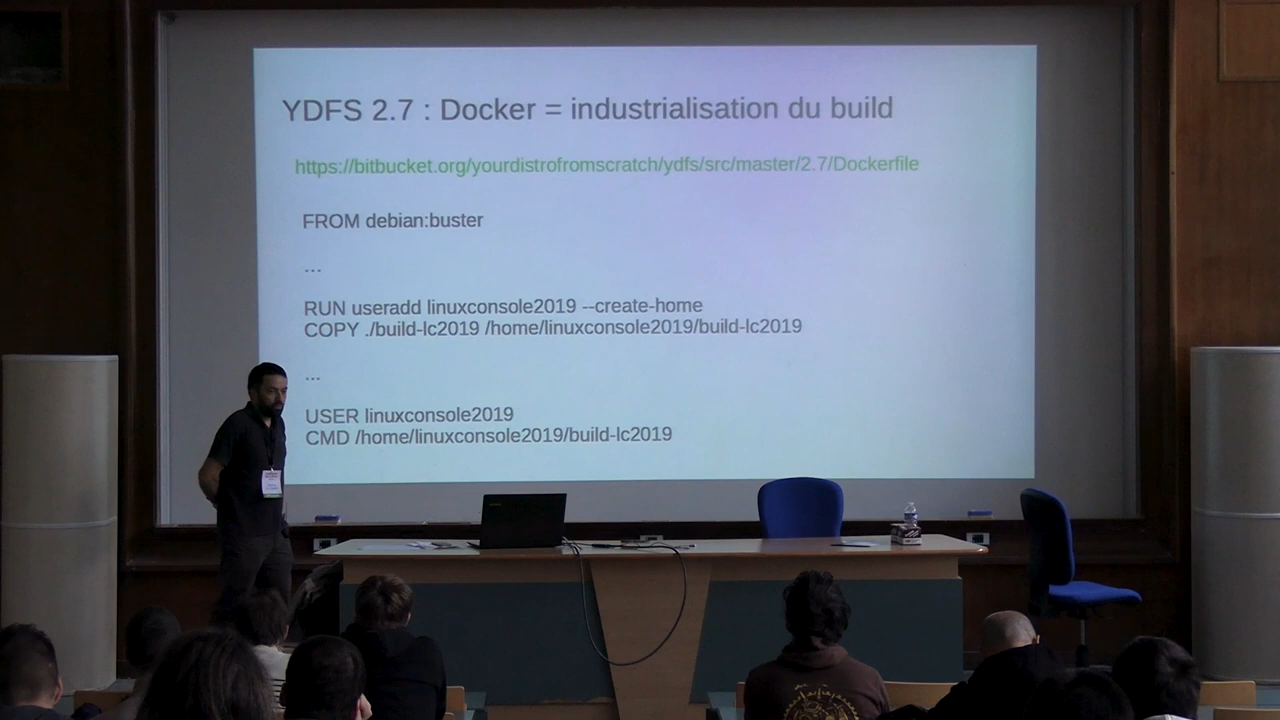 YDFS 2.7 : Docker = industrialisation du build
https://bitbucket.org/yourdistrofromscratch/ydfs/src/master/2.7/Dockerfile
FROM debian:buster
...
RUN useradd linuxconsole2019 --create-home
COPY ./build-lc2019 /home/linuxconsole2019/build-lc2019
...
USER linuxconsole2019
CMD /home/linuxconsole2019/build-lc2019